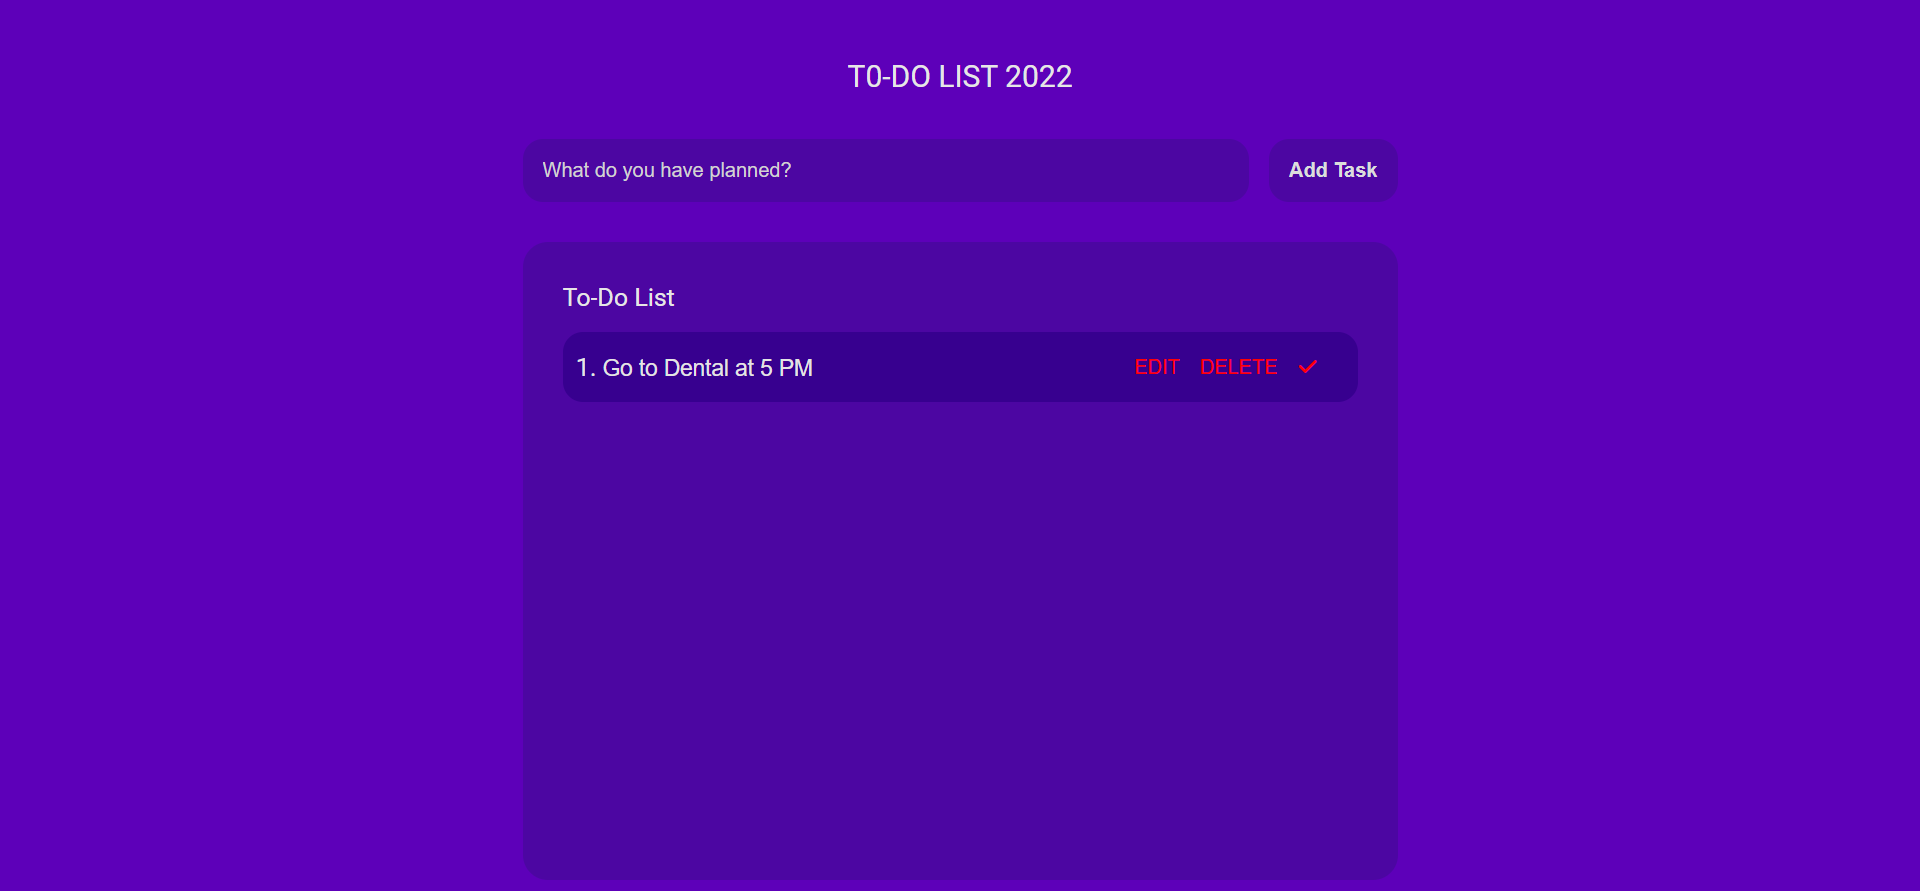 T0-DO LIST 2022
What do you have planned?
Add Task
To-Do List
1. Go to Dental at 5 PM
EDIT DELETE